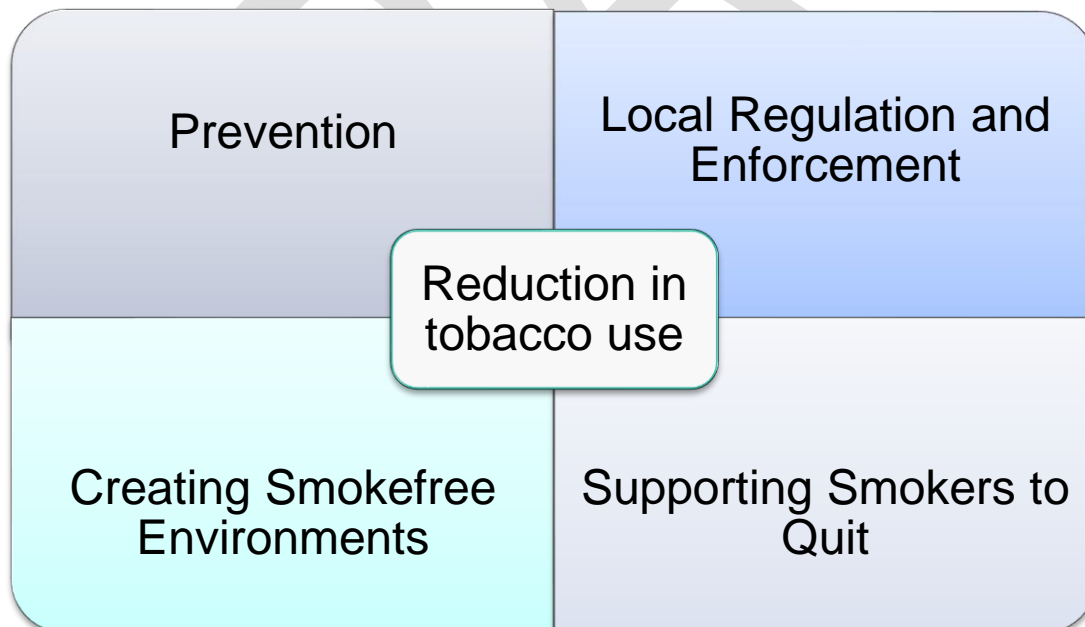 Prevention
Local Regulation and
Enforcement
Reduction in
tobacco use
Creating Smokefree
Environments
Supporting Smokers to
Quit